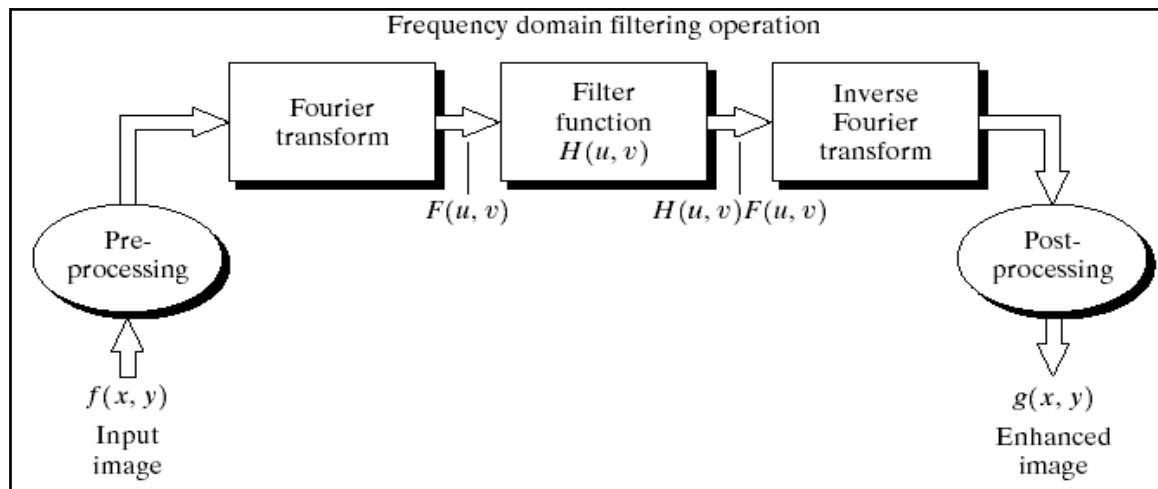 Frequency domain filtering operation
Fourier
transform
Filter
function
H(u, v)
Inverse
Fourier
transform
F(u, v)
H(u, v)F(u, v)
Pre-
processing
Post-
processing
f(x, y)
Input
image
g(x, y)
Enhanced
image